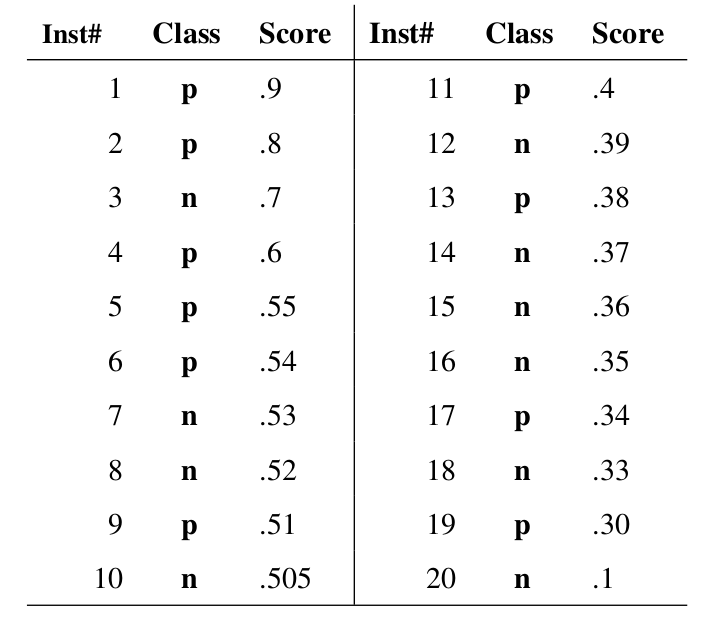 Inst# Class Score Inst# Class Score
1 p .9 11 p .4
2 p .8 12 n .39
3 n .7 13 p .38
4 p .6 14 n .37
5 p .55 15 n .36
6 p .54 16 n .35
7 n .53 17 p .34
8 n .52 18 n .33
9 p .51 19 p .30
10 n .505 20 n .1